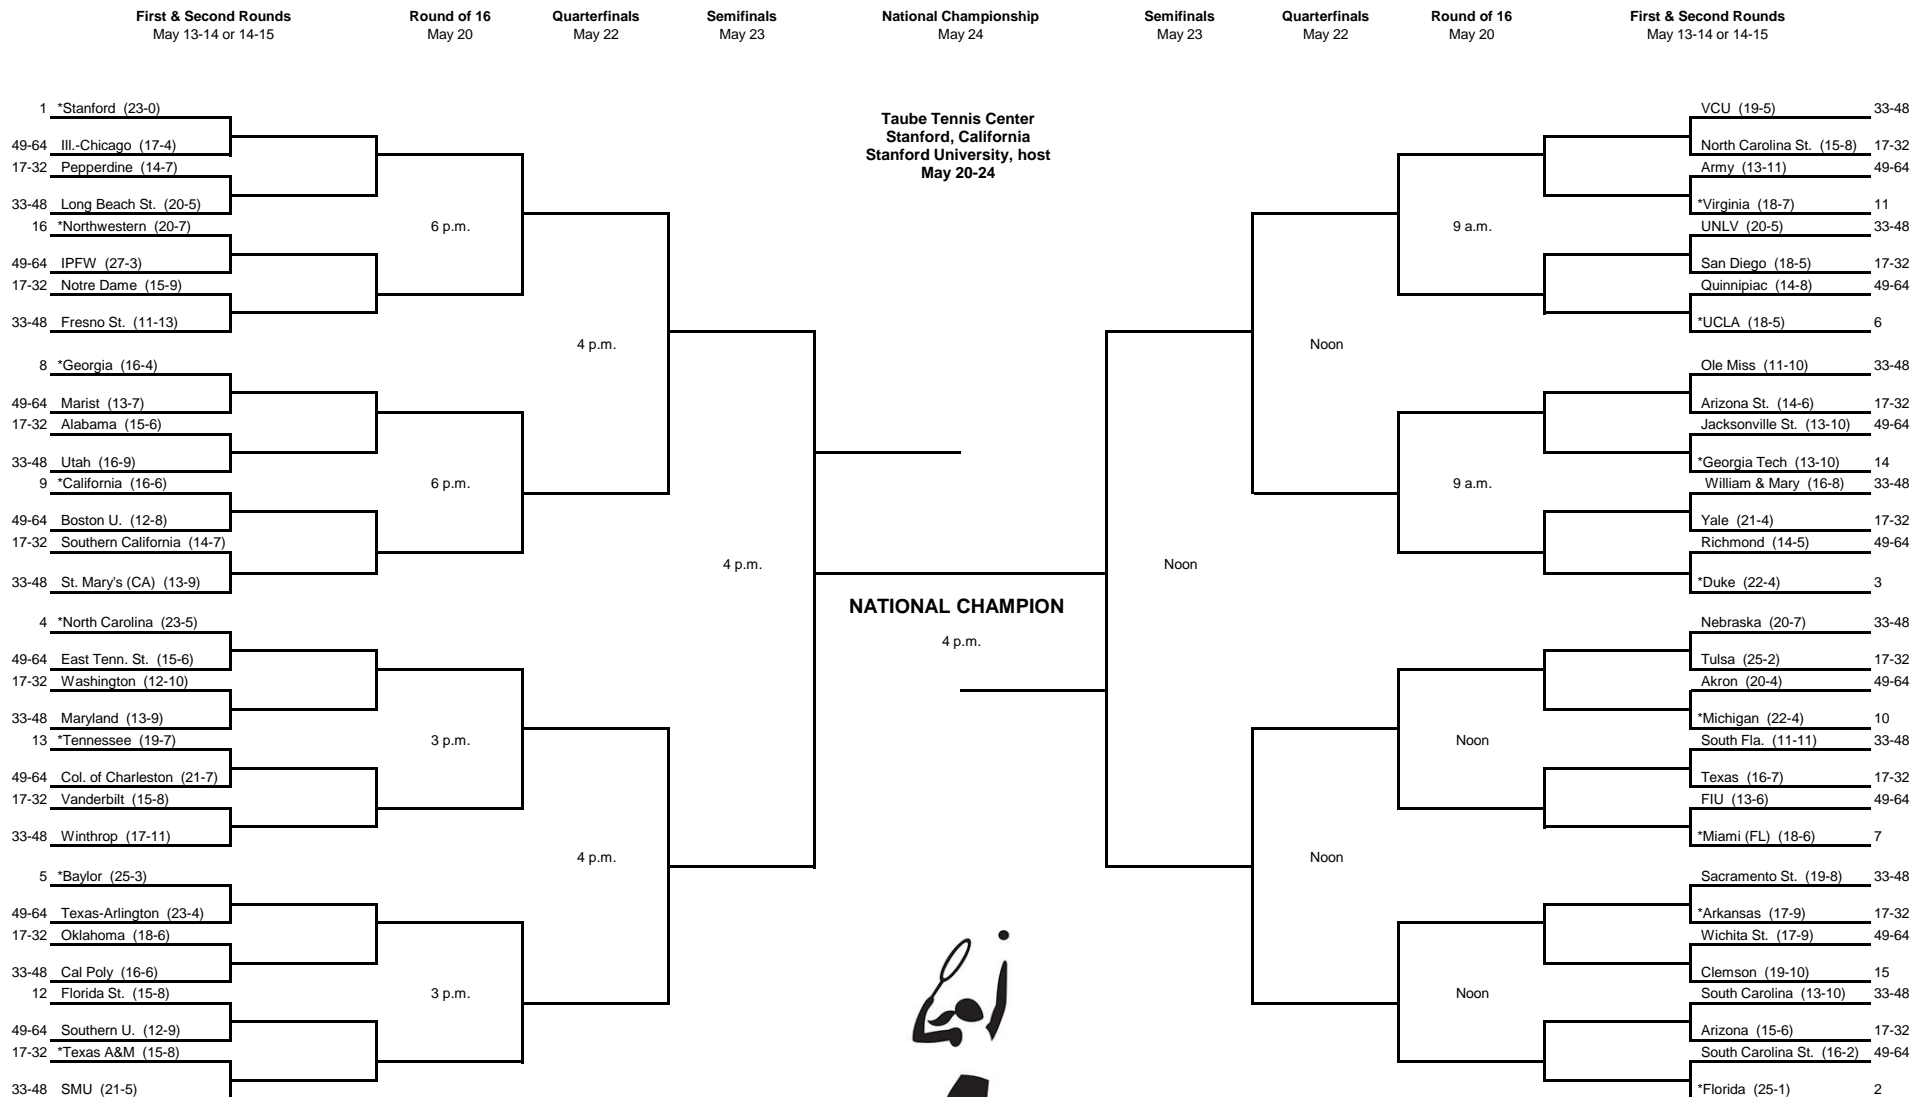 First & Second Rounds Round of 16 Quarterfinals Semifinals National Championship Semifinals Quarterfinals Round of 16 First & Second Rounds
May 13-14 or 14-15 May 20 May 22 May 23 May 24 May 23 May 22 May 20 May 13-14 or 14-15
1 *Stanford (23-0)
49-64 Ill.-Chicago (17-4)
17-32 Pepperdine (14-7)
33-48 Long Beach St. (20-5)
16 *Northwestern (20-7)
6 p.m.
49-64 IPFW (27-3)
17-32 Notre Dame (15-9)
33-48 Fresno St. (11-13)
4 p.m.
8 *Georgia (16-4)
49-64 Marist (13-7)
17-32 Alabama (15-6)
33-48 Utah (16-9)
9 *California (16-6)
6 p.m.
49-64 Boston U. (12-8)
17-32 Southern California (14-7)
33-48 St. Mary's (CA) (13-9)
4 p.m.
4 *North Carolina (23-5)
49-64 East Tenn. St. (15-6)
17-32 Washington (12-10)
33-48 Maryland (13-9)
13 *Tennessee (19-7)
3 p.m.
49-64 Col. of Charleston (21-7)
17-32 Vanderbilt (15-8)
33-48 Winthrop (17-11)
4 p.m.
5 *Baylor (25-3)
49-64 Texas-Arlington (23-4)
17-32 Oklahoma (18-6)
33-48 Cal Poly (16-6)
12 Florida St. (15-8)
3 p.m.
49-64 Southern U. (12-9)
17-32 *Texas A&M (15-8)
33-48 SMU (21-5)
Taube Tennis Center
Stanford, California
Stanford University, host
May 20-24
NATIONAL CHAMPION
4 p.m.
VCU (19-5) 33-48
North Carolina St. (15-8) 17-32
Army (13-11) 49-64
*Virginia (18-7) 11
9 a.m.
UNLV (20-5) 33-48
San Diego (18-5) 17-32
Quinnipiac (14-8) 49-64
*UCLA (18-5) 6
Noon
Ole Miss (11-10) 33-48
Arizona St. (14-6) 17-32
Jacksonville St. (13-10) 49-64
*Georgia Tech (13-10) 14
9 a.m.
William & Mary (16-8) 33-48
Yale (21-4) 17-32
Richmond (14-5) 49-64
*Duke (22-4) 3
Noon
Nebraska (20-7) 33-48
Tulsa (25-2) 17-32
Akron (20-4) 49-64
*Michigan (22-4) 10
Noon
South Fla. (11-11) 33-48
Texas (16-7) 17-32
FIU (13-6) 49-64
*Miami (FL) (18-6) 7
Noon
Sacramento St. (19-8) 33-48
*Arkansas (17-9) 17-32
Wichita St. (17-9) 49-64
Clemson (19-10) 15
Noon
South Carolina (13-10) 33-48
Arizona (15-6) 17-32
South Carolina St. (16-2) 49-64
*Florida (25-1) 2